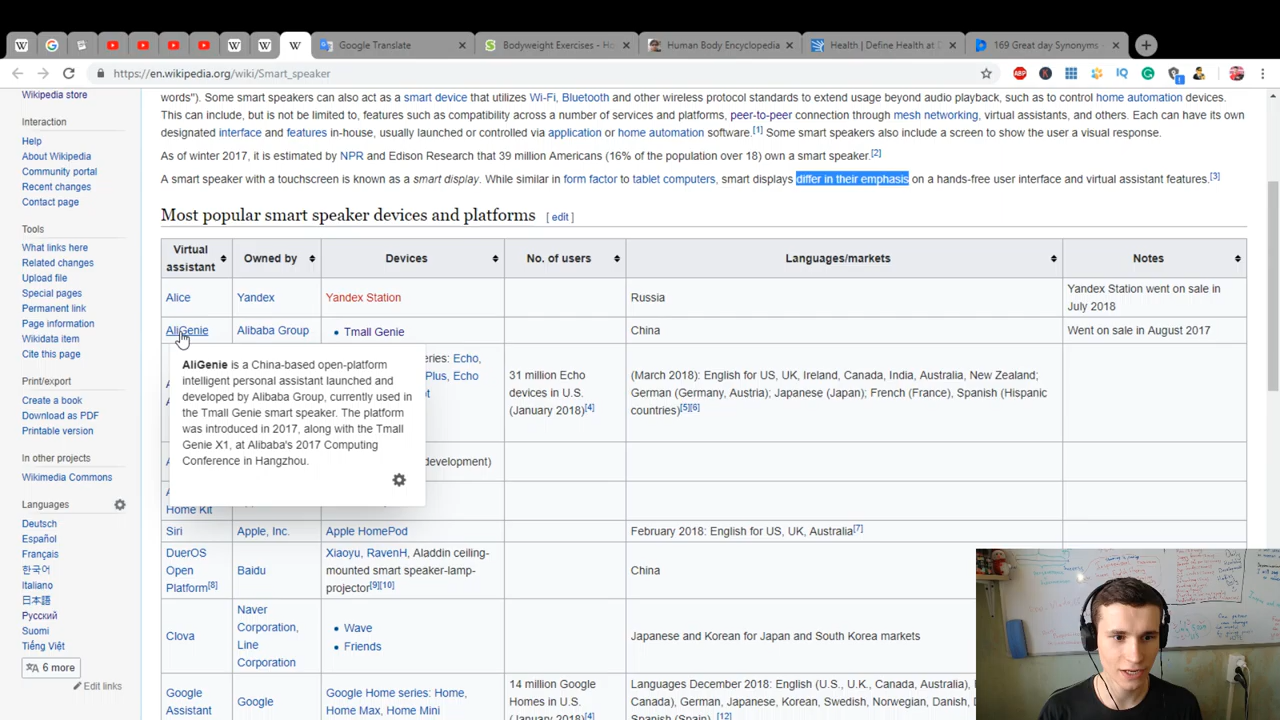 Google Translate
Bodyweight Exercises - Ho
Human Body Encyclopedia
Health | Define Health at D
169 Great day Synonyms -
https://en.wikipedia.org/wiki/Smart_speaker
ABP
IQ
Wikipedia store
Interaction
Help
About Wikipedia
Community portal
Recent changes
Contact page
Tools
What links here
Related changes
Upload file
Special pages
Permanent link
Page information
Wikidata item
Cite this page
Print/export
Create a book
Download as PDF
Printable version
In other projects
Wikimedia Commons
Languages
Deutsch
Español
Français
한국어
Italiano
日本語
Русский
Suomi
Tiếng Việt
6 more
Edit links
words"). Some smart speakers can also act as a smart device that utilizes Wi-Fi, Bluetooth and other wireless protocol standards to extend usage beyond audio playback, such as to control home automation devices.
This can include, but is not be limited to, features such as compatibility across a number of services and platforms, peer-to-peer connection through mesh networking, virtual assistants, and others. Each can have its own
designated interface and features in-house, usually launched or controlled via application or home automation software.[1] Some smart speakers also include a screen to show the user a visual response.
As of winter 2017, it is estimated by NPR and Edison Research that 39 million Americans (16% of the population over 18) own a smart speaker.[2]
A smart speaker with a touchscreen is known as a smart display. While similar in form factor to tablet computers, smart displays differ in their emphasis on a hands-free user interface and virtual assistant features.[3]
Most popular smart speaker devices and platforms [ edit ]
Virtual assistant Owned by Devices No. of users Languages/markets Notes
Alice Yandex Yandex Station Russia Yandex Station went on sale in
July 2018
AliGenie Alibaba Group • Tmall Genie China Went on sale in August 2017
AliGenie is a China-based open-platform
intelligent personal assistant launched and
developed by Alibaba Group, currently used in
the Tmall Genie smart speaker. The platform
was introduced in 2017, along with the Tmall
Genie X1, at Alibaba's 2017 Computing
Conference in Hangzhou.
eries: Echo,
Plus, Echo
31 million Echo
devices in U.S.
(January 2018)[4]
(March 2018): English for US, UK, Ireland, Canada, India, Australia, New Zealand;
German (Germany, Austria); Japanese (Japan); French (France), Spanish (Hispanic
countries)[5][6]
development)
Home Kit
Siri Apple, Inc. Apple HomePod February 2018: English for US, UK, Australia[7]
DuerOS
Open
Platform[8]
Baidu
Xiaoyu, RavenH, Aladdin ceiling-
mounted smart speaker-lamp-
projector[9][10]
China
Clova
Naver
Corporation,
Line
Corporation
• Wave
• Friends
Japanese and Korean for Japan and South Korea markets
Google
Assistant
Google
Google Home series: Home,
Home Max, Home Mini
14 million Google
Homes in U.S.
(January 2018)[4]
Languages December 2018: English (U.S., U.K., Canada, Australia
German, Japanese, Korean, Swedish, Norwegian, Danish,
Spanish (Spain). [12]